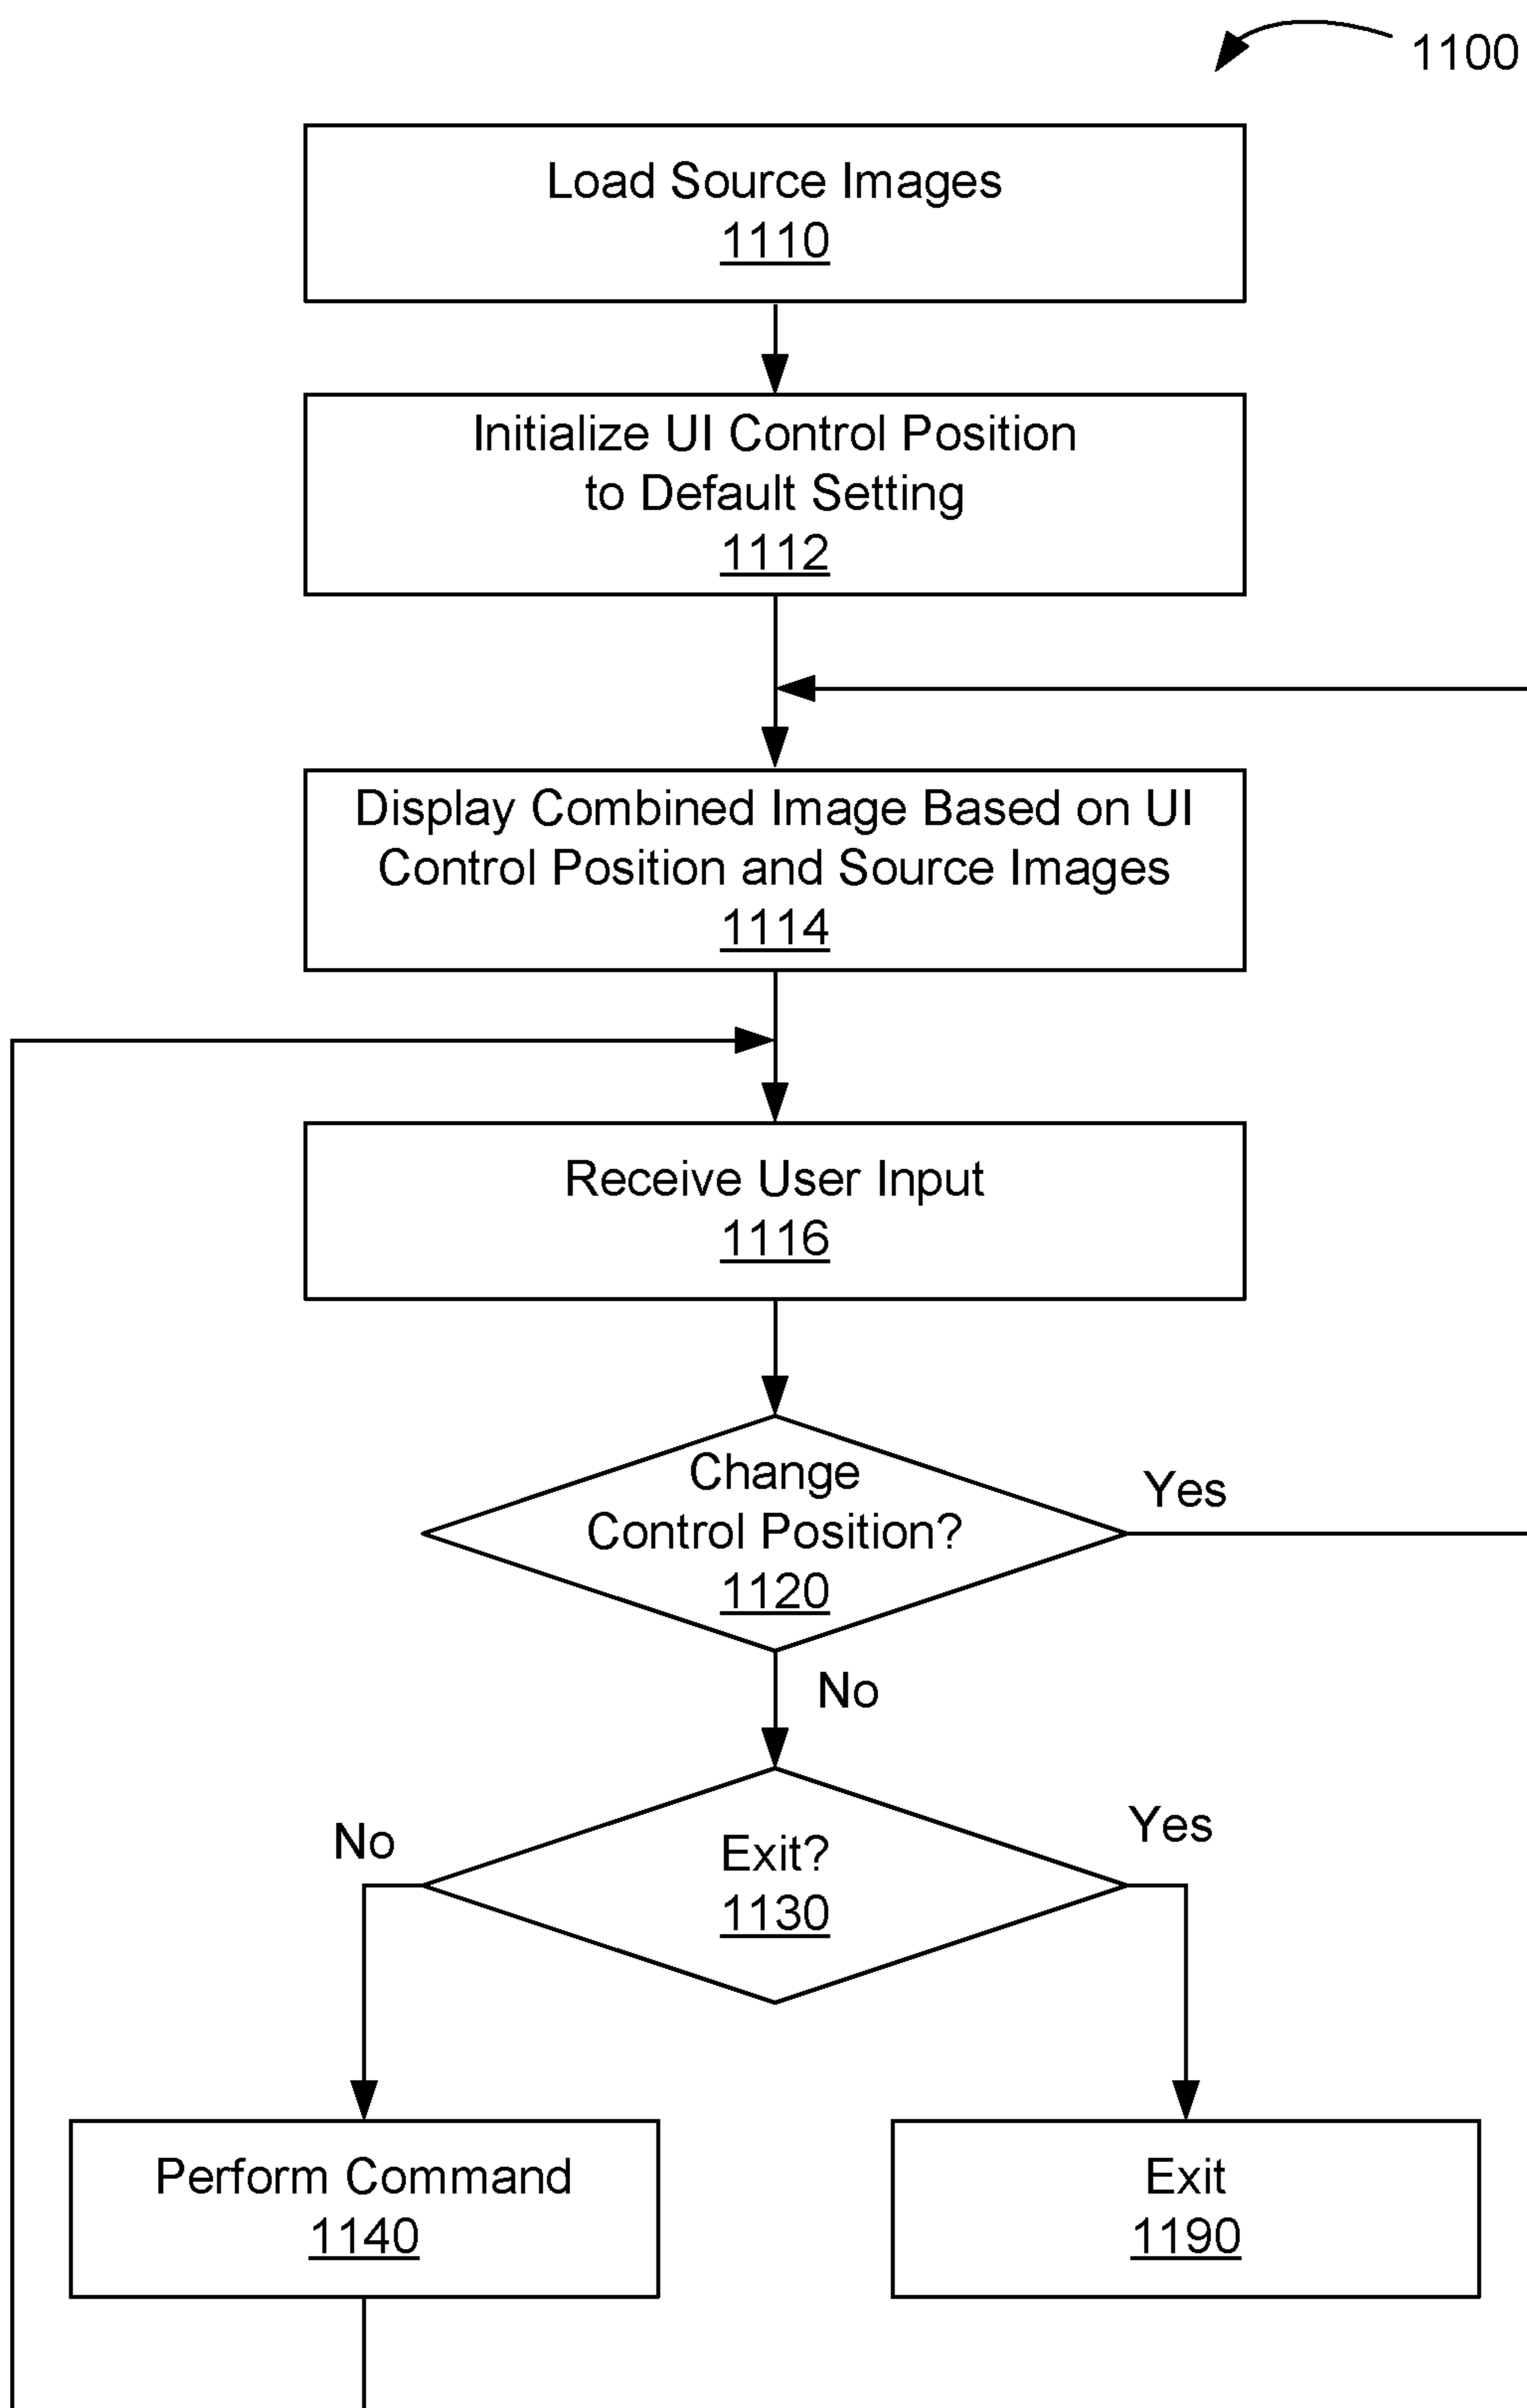 1100
Load Source Images
1110
Initialize UI Control Position
to Default Setting
1112
Display Combined Image Based on UI
Control Position and Source Images
1114
Receive User Input
1116
Change
Control Position?
1120
Yes
No
Exit?
1130
No
Yes
Perform Command
1140
Exit
1190